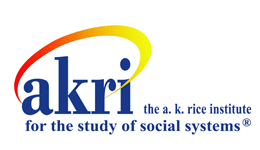 akri the a. k. rice institute
for the study of social systems®